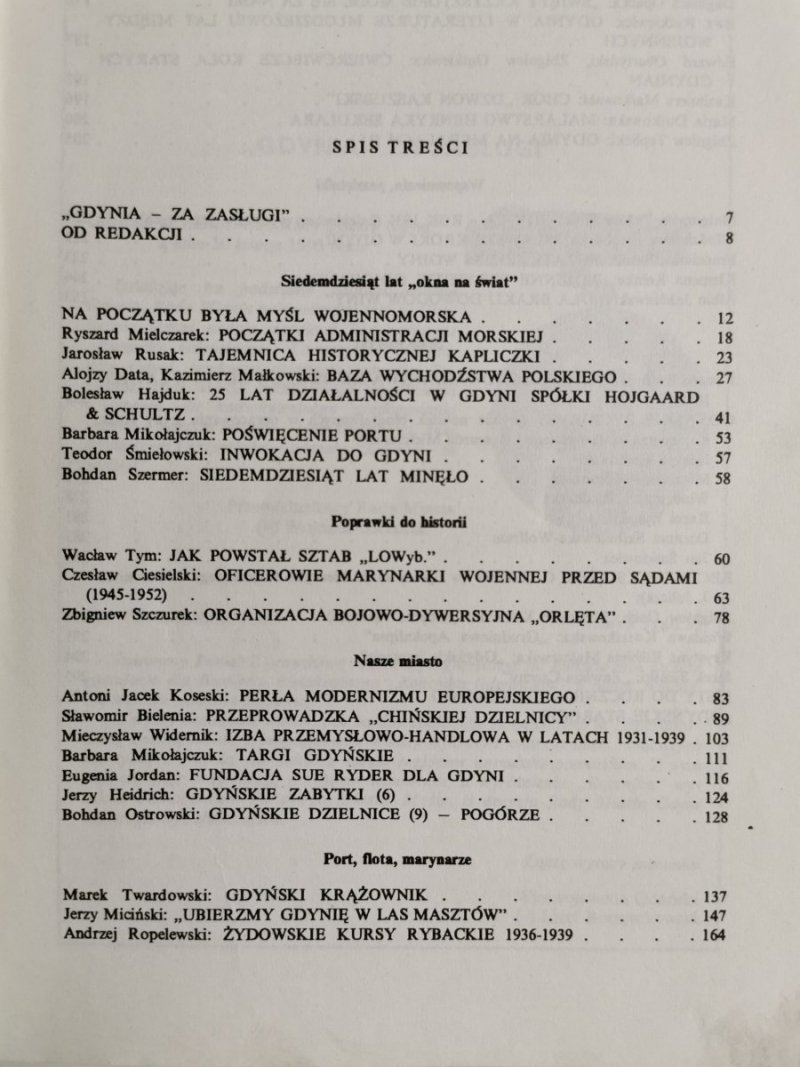 SPIS TREŚCI
„GDYNIA – ZA ZASŁUGI” . . . . . . . . . . . . 7
OD REDAKCJI . . . . . . . . . . . . . . . 8
Siedemdziesiąt lat „okna na świat”
NA POCZĄTKU BYŁA MYŚL WOJENNOMORSKA . . . . . . . 12
Ryszard Mielczarek: POCZĄTKI ADMINISTRACJI MORSKIEJ . . . . . 18
Jarosław Rusak: TAJEMNICA HISTORYCZNEJ KAPLICZKI . . . . . 23
Alojzy Data, Kazimierz Małkowski: BAZA WYCHODŹSTWA POLSKIEGO . . . 27
Bolesław Hajduk: 25 LAT DZIAŁALNOŚCI W GDYNI SPÓŁKI HOJGAARD
& SCHULTZ . . . . . . . . . . . . . . . 41
Barbara Mikołajczuk: POŚWIĘCENIE PORTU . . . . . . . . . 53
Teodor Śmiełowski: INWOKACJA DO GDYNI . . . . . . . . 57
Bohdan Szermer: SIEDEMDZIESIĄT LAT MINĘŁO . . . . . . . 58
Poprawki do historii
Wacław Tym: JAK POWSTAŁ SZTAB „LOWyb.” . . . . . . . . 60
Czesław Ciesielski: OFICEROWIE MARYNARKI WOJENNEJ PRZED SĄDAMI
(1945-1952) . . . . . . . . . . . . . . . 63
Zbigniew Szczurek: ORGANIZACJA BOJOWO-DYWERSYJNA „ORLĘTA” . . . 78
Nasze miasto
Antoni Jacek Koseski: PERŁA MODERNIZMU EUROPEJSKIEGO . . . . 83
Sławomir Bielenia: PRZEPROWADZKA „CHIŃSKIEJ DZIELNICY” . . . . 89
Mieczysław Widernik: IZBA PRZEMYSŁOWO-HANDLOWA W LATACH 1931-1939 . 103
Barbara Mikołajczuk: TARGI GDYŃSKIE . . . . . . . . . 111
Eugenia Jordan: FUNDACJA SUE RYDER DLA GDYNI . . . . . . 116
Jerzy Heidrich: GDYŃSKIE ZABYTKI (6) . . . . . . . . . 124
Bohdan Ostrowski: GDYŃSKIE DZIELNICE (9) – POGÓRZE . . . . . 128
Port, flota, marynarze
Marek Twardowski: GDYŃSKI KRĄŻOWNIK . . . . . . . . 137
Jerzy Miciński: „UBIERZMY GDYNIĘ W LAS MASZTÓW” . . . . . . 147
Andrzej Ropelewski: ŻYDOWSKIE KURSY RYBACKIE 1936-1939 . . . . 164